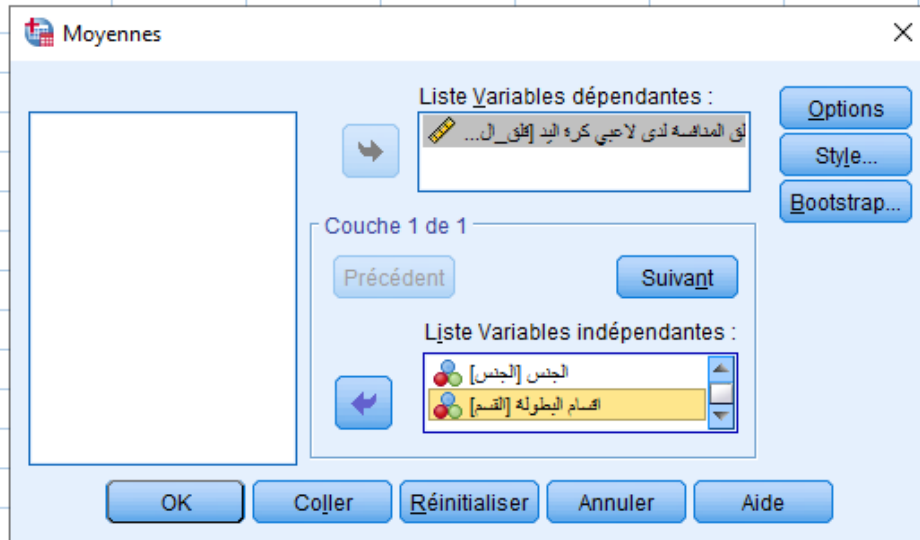 Moyennes
Liste Variables dépendantes :
لق المنافسة لدى لاعبي كرة اليد [قلق_ال...
Options
Style...
Bootstrap...
Couche 1 de 1
Précédent
Suivant
Liste Variables indépendantes :
الجنس [الجنس]
اقسام البطولة [القسم]
OK
Coller
Réinitialiser
Annuler
Aide